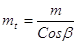 m_t = m / Cosβ